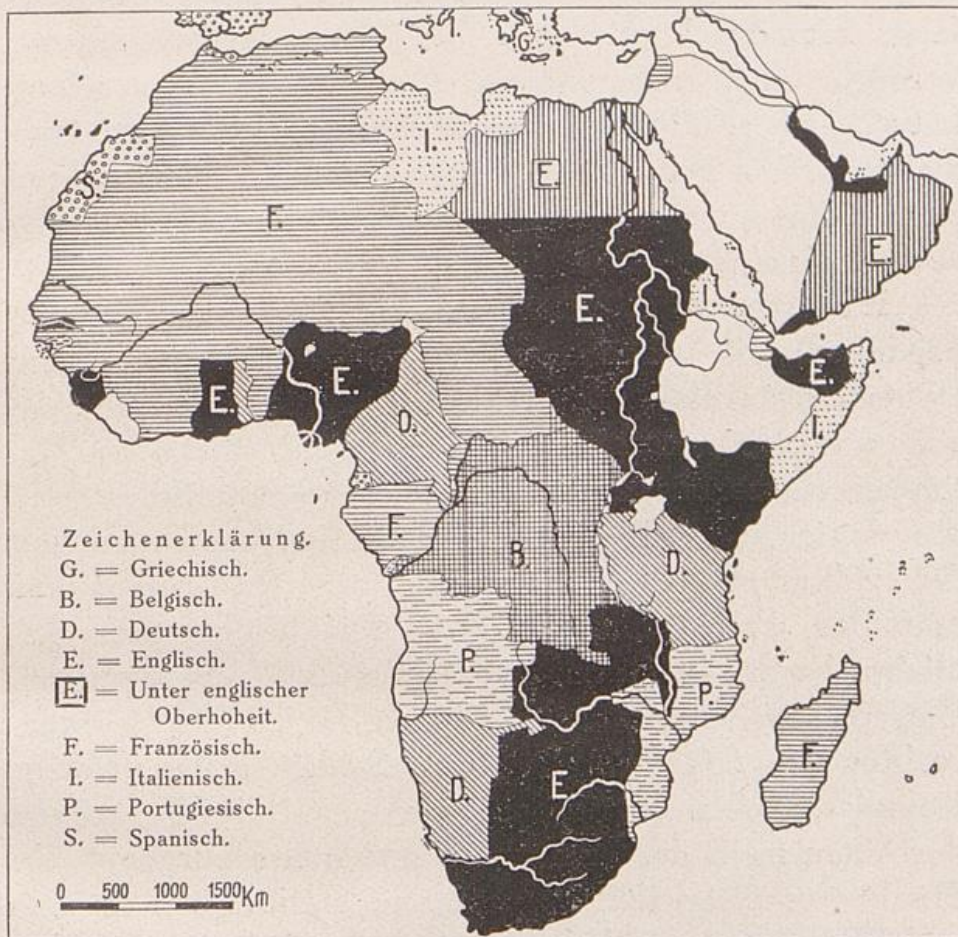 S.
I.
G.
I.
E.
S.
F.
E.
E.
I.
E.
E.
E.
D.
I.
F.
B.
D.
P.
P.
F.
D.
E.
Zeichenerklärung.
G. = Griechisch.
B. = Belgisch.
D. = Deutsch.
E. = Englisch.
E. = Unter englischer
Oberhoheit.
F. = Französisch.
I. = Italienisch.
P. = Portugiesisch.
S. = Spanisch.
0 500 1000 1500 Km